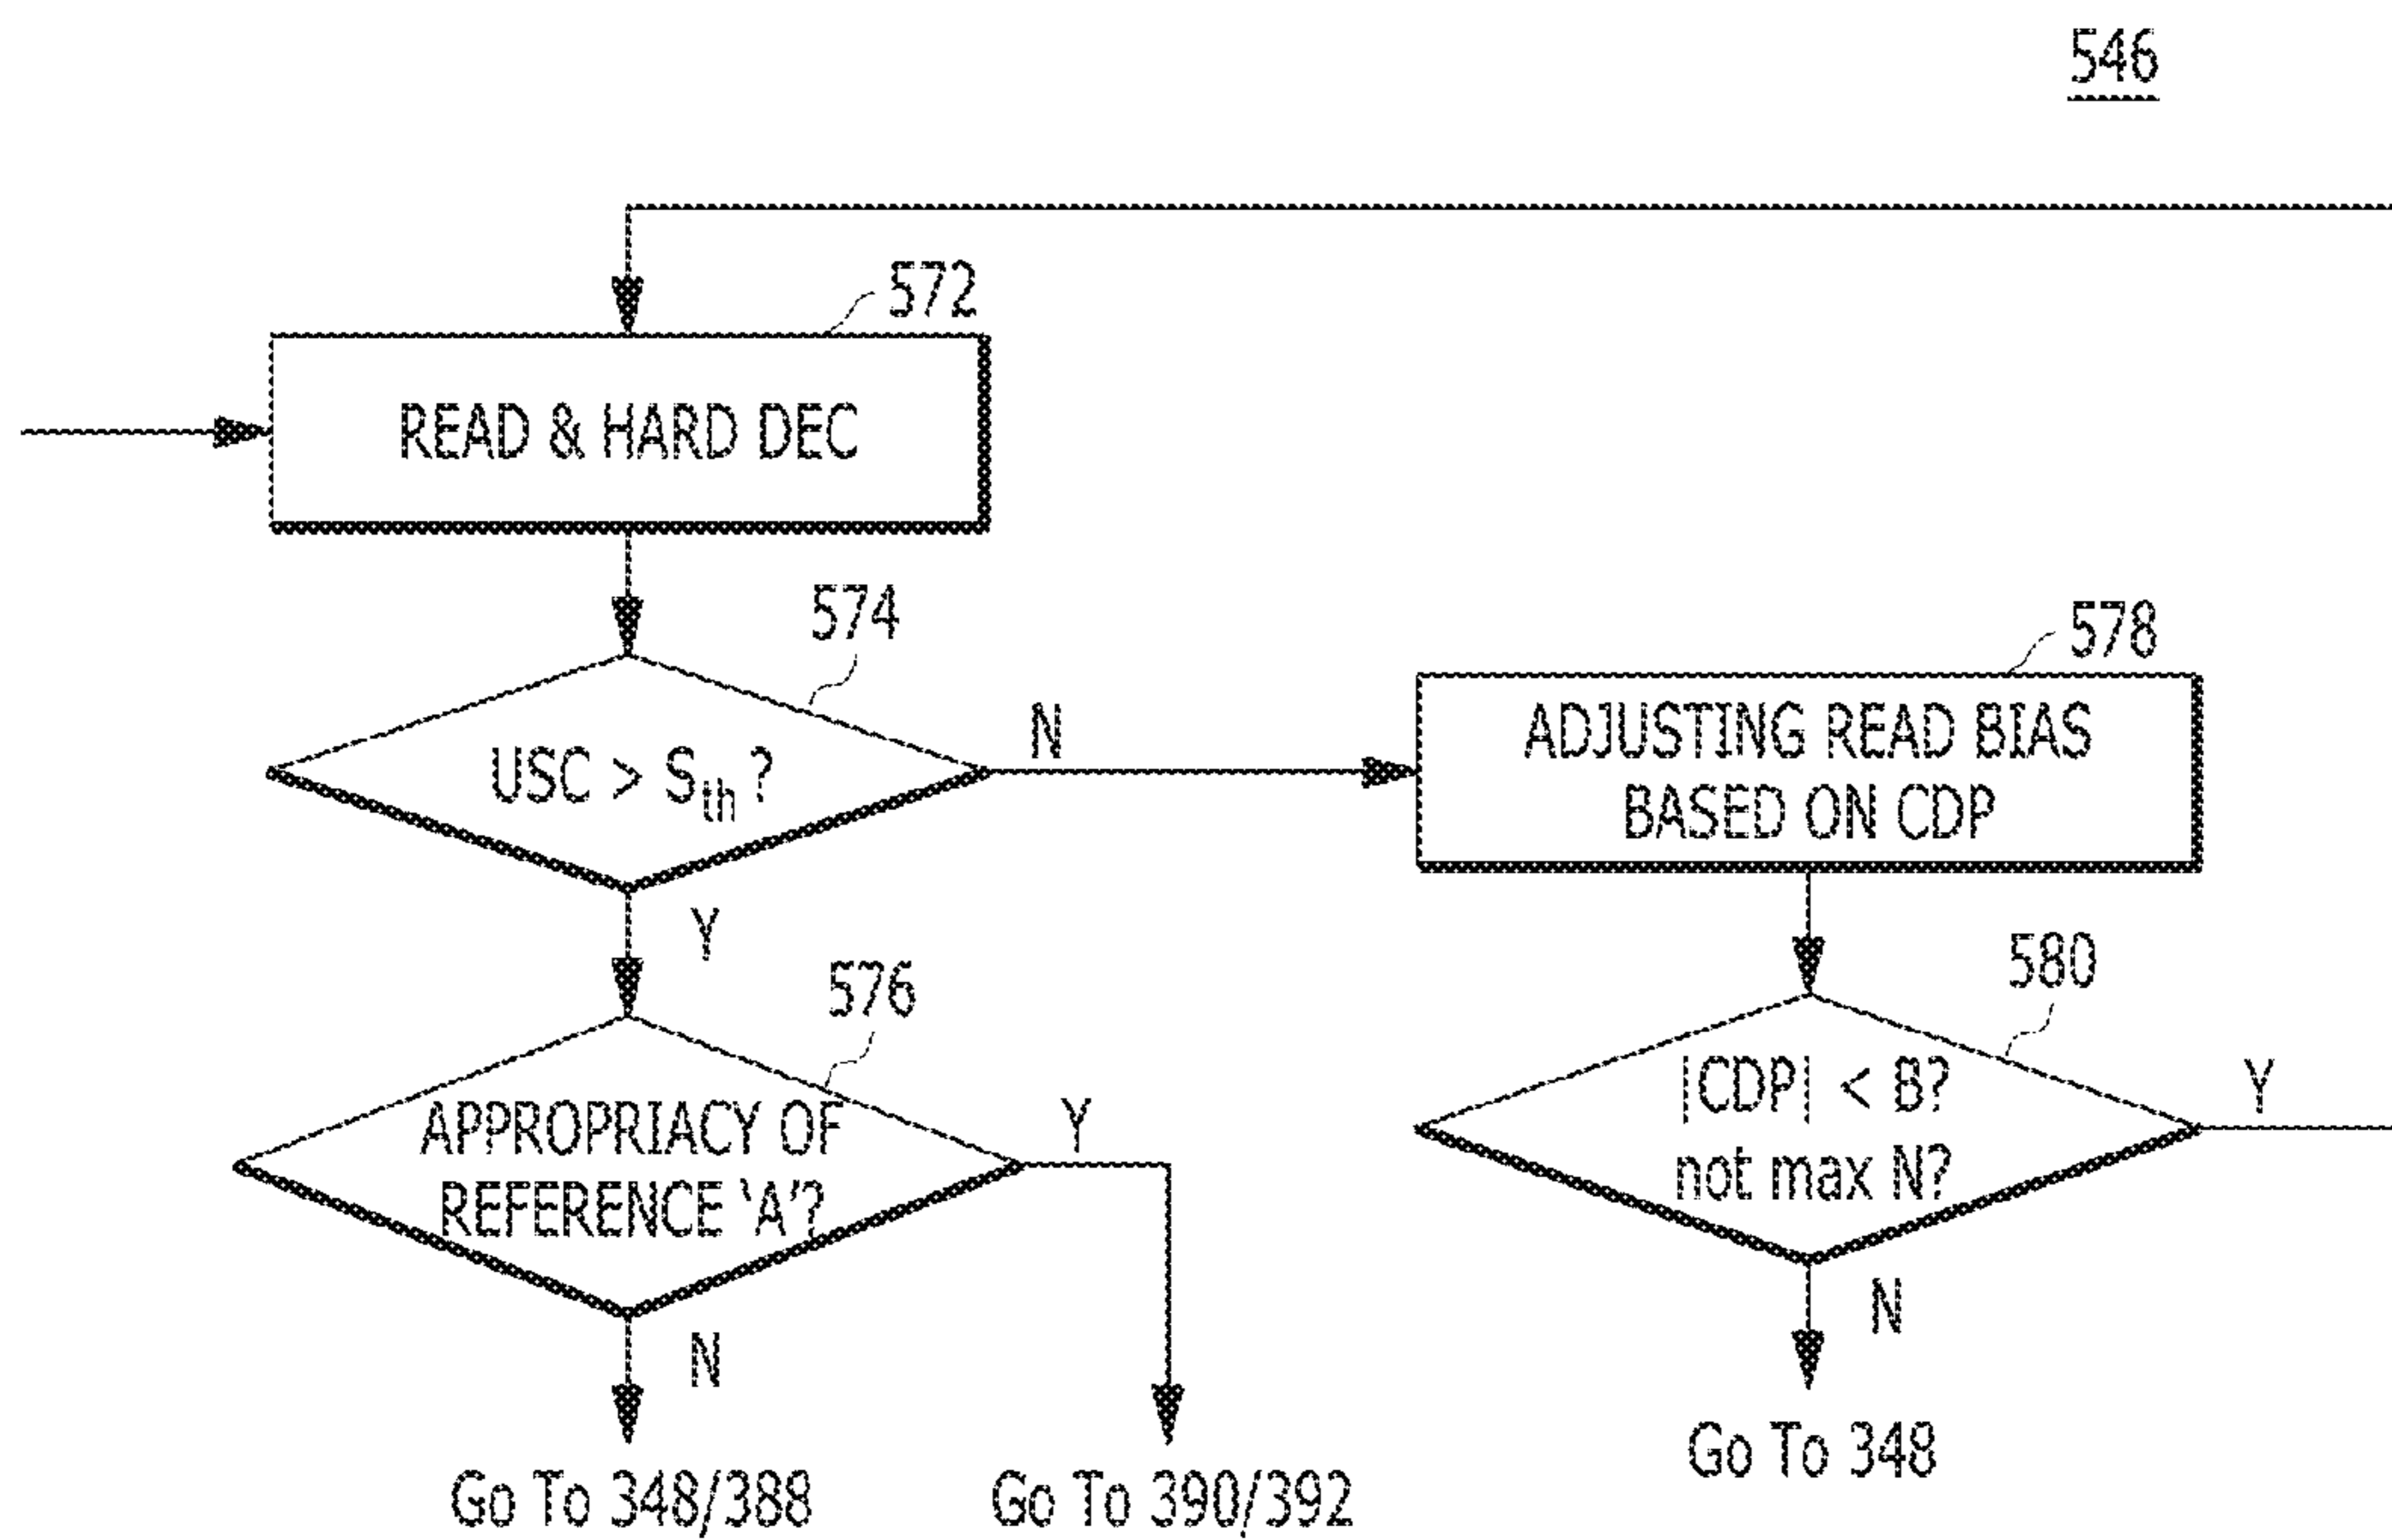 546
572
READ & HARD DEC
574
USC > Sth ?
N
578
ADJUSTING READ BIAS
BASED ON CDP
Y
576
APPROPRIACY OF
REFERENCE ‘A’?
Y
N
580
|CDP| < B?
not max N?
Y
N
Go To 348/388
Go To 390/392
Go To 348